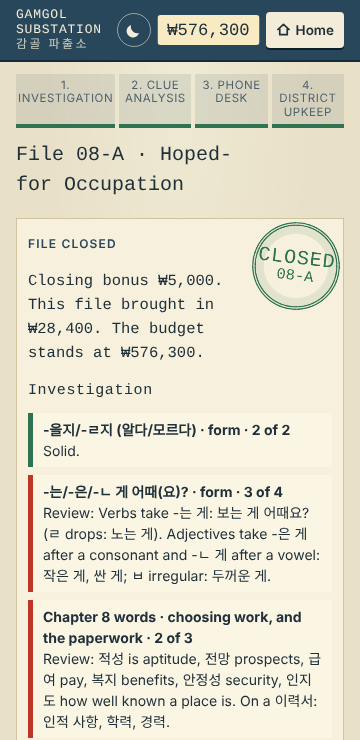 GAMGOL
SUBSTATION
감골 파출소
₩576,300
Home
1.
INVESTIGATION
2. CLUE
ANALYSIS
3. PHONE
DESK
4.
DISTRICT
UPKEEP
File 08-A · Hoped-
for Occupation
FILE CLOSED
CLOSED
08-A
Closing bonus ₩5,000.
This file brought in
₩28,400. The budget
stands at ₩576,300.
Investigation
-을지/-ㄹ지 (알다/모르다) · form · 2 of 2
Solid.
-는/-은/-ㄴ 게 어때(요)? · form · 3 of 4
Review: Verbs take -는 게: 보는 게 어때요?
(ㄹ drops: 노는 게). Adjectives take -은 게
after a consonant and -ㄴ 게 after a vowel:
작은 게, 싼 게; ㅂ irregular: 두꺼운 게.
Chapter 8 words · choosing work, and
the paperwork · 2 of 3
Review: 적성 is aptitude, 전망 prospects, 급
여 pay, 복지 benefits, 안정성 security, 인지
도 how well known a place is. On a 이력서:
인적 사항, 학력, 경력.